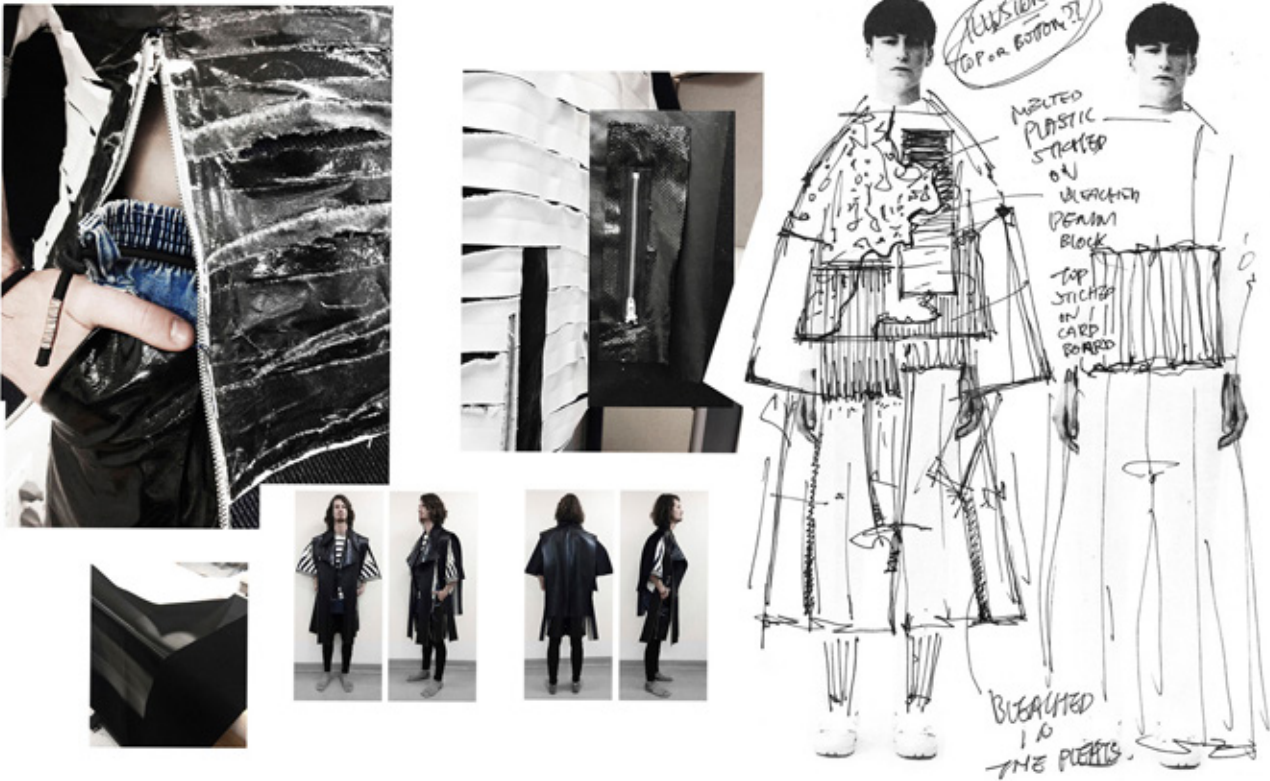 ILLUSION
TOP OR BOTTOM??
MELTED
PLASTIC
STICHED
ON
BLEACHED
DENIM
BLOCK
TOP
STICHED
ON
CARD
BOARD
BLEACHED
IN
THE PLEATS.